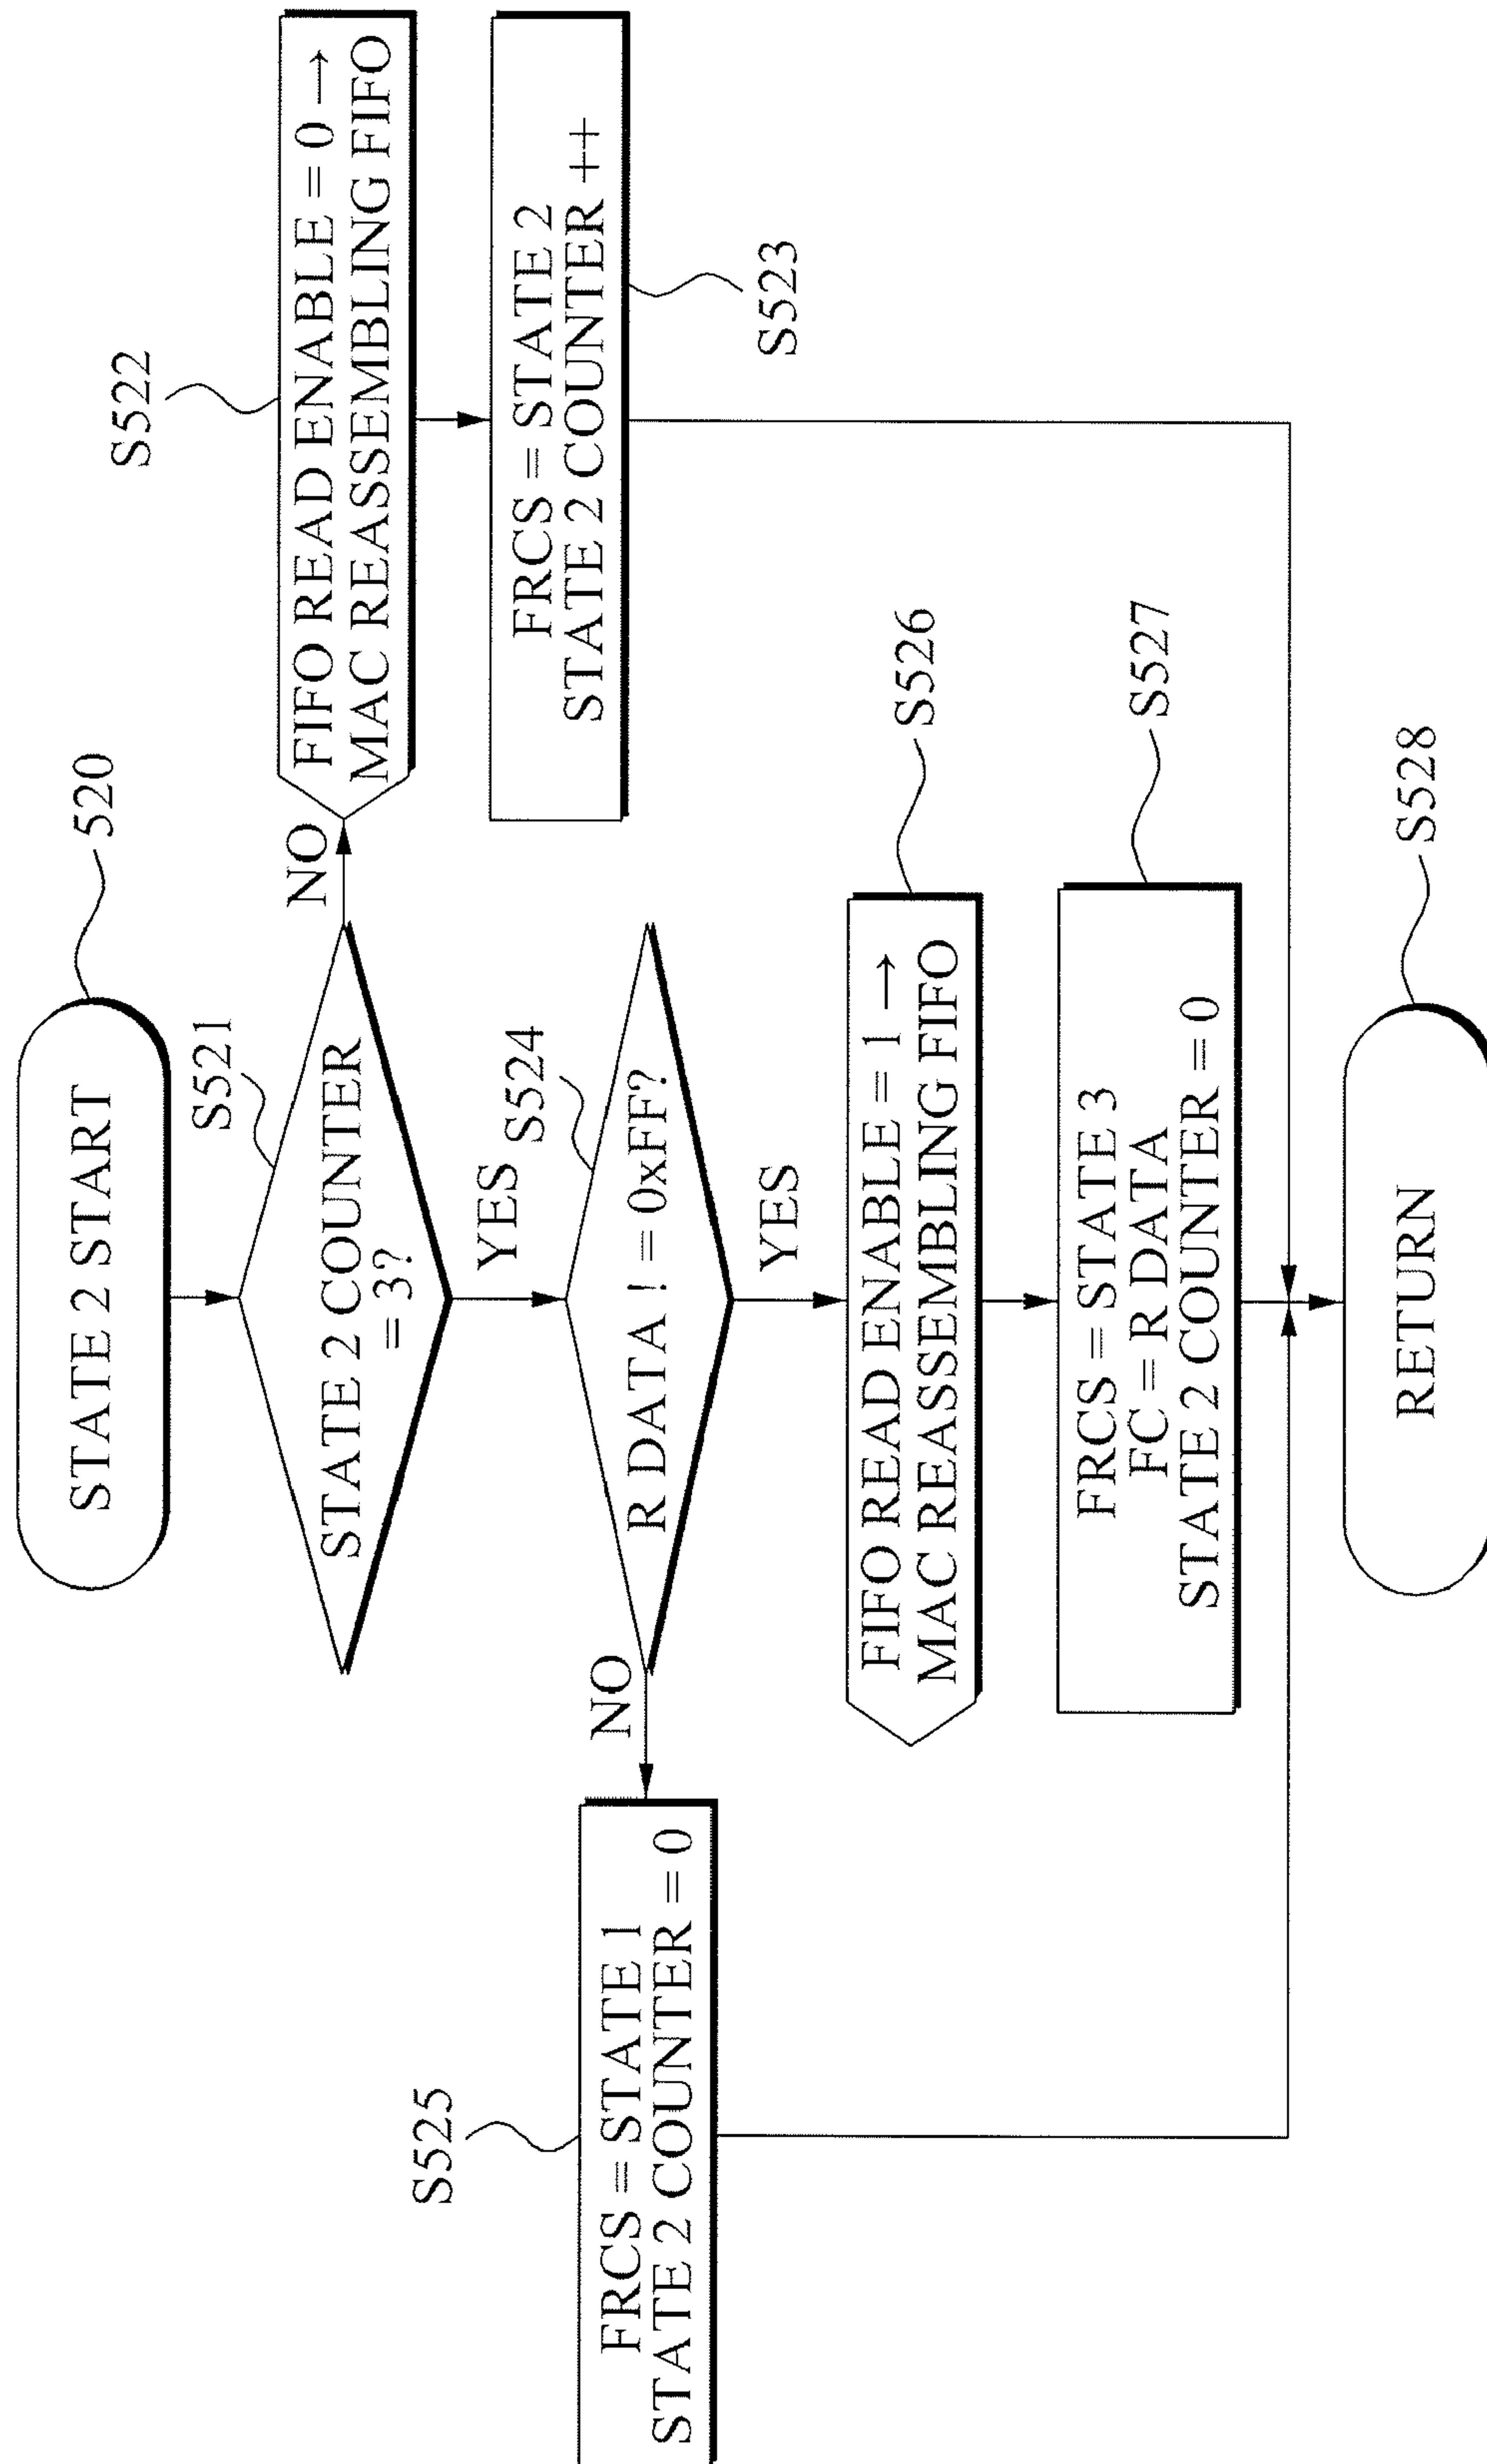 STATE 2 START
520
STATE 2 COUNTER
= 3?
S521
NO
FIFO READ ENABLE = 0 →
MAC REASSEMBLING FIFO
S522
FRCS = STATE 2
STATE 2 COUNTER ++
S523
YES
R DATA ! = 0xFF?
S524
NO
FRCS = STATE 1
STATE 2 COUNTER = 0
S525
YES
FIFO READ ENABLE = 1 →
MAC REASSEMBLING FIFO
S526
FRCS = STATE 3
FC = R DATA
STATE 2 COUNTER = 0
S527
RETURN
S528